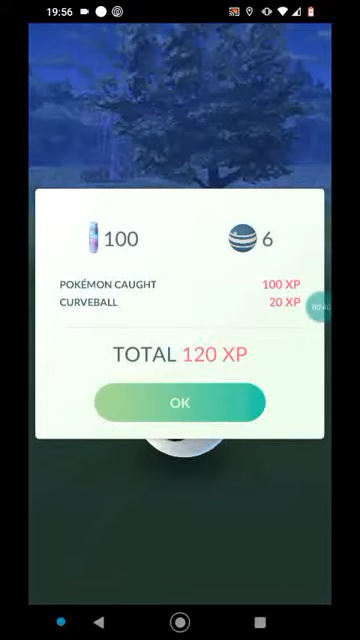 19:56
100
6
POKÉMON CAUGHT 100 XP
CURVEBALL 20 XP
TOTAL 120 XP
OK